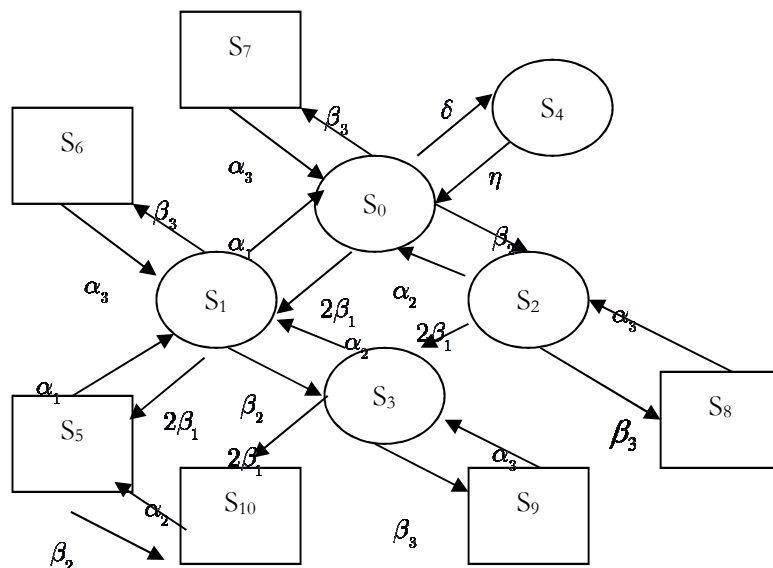 S₇
δ
S₄
β₃
S₆
α₃
η
S₀
β₃
α₁
β₂
α₃
S₁
α₂
S₂
2β₁
α₃
2β₁
α₂
α₁
β₂
S₃
S₈
S₅
2β₁
β₃
2β₁
α₃
S₁₀
S₉
α₂
β₃
β₂